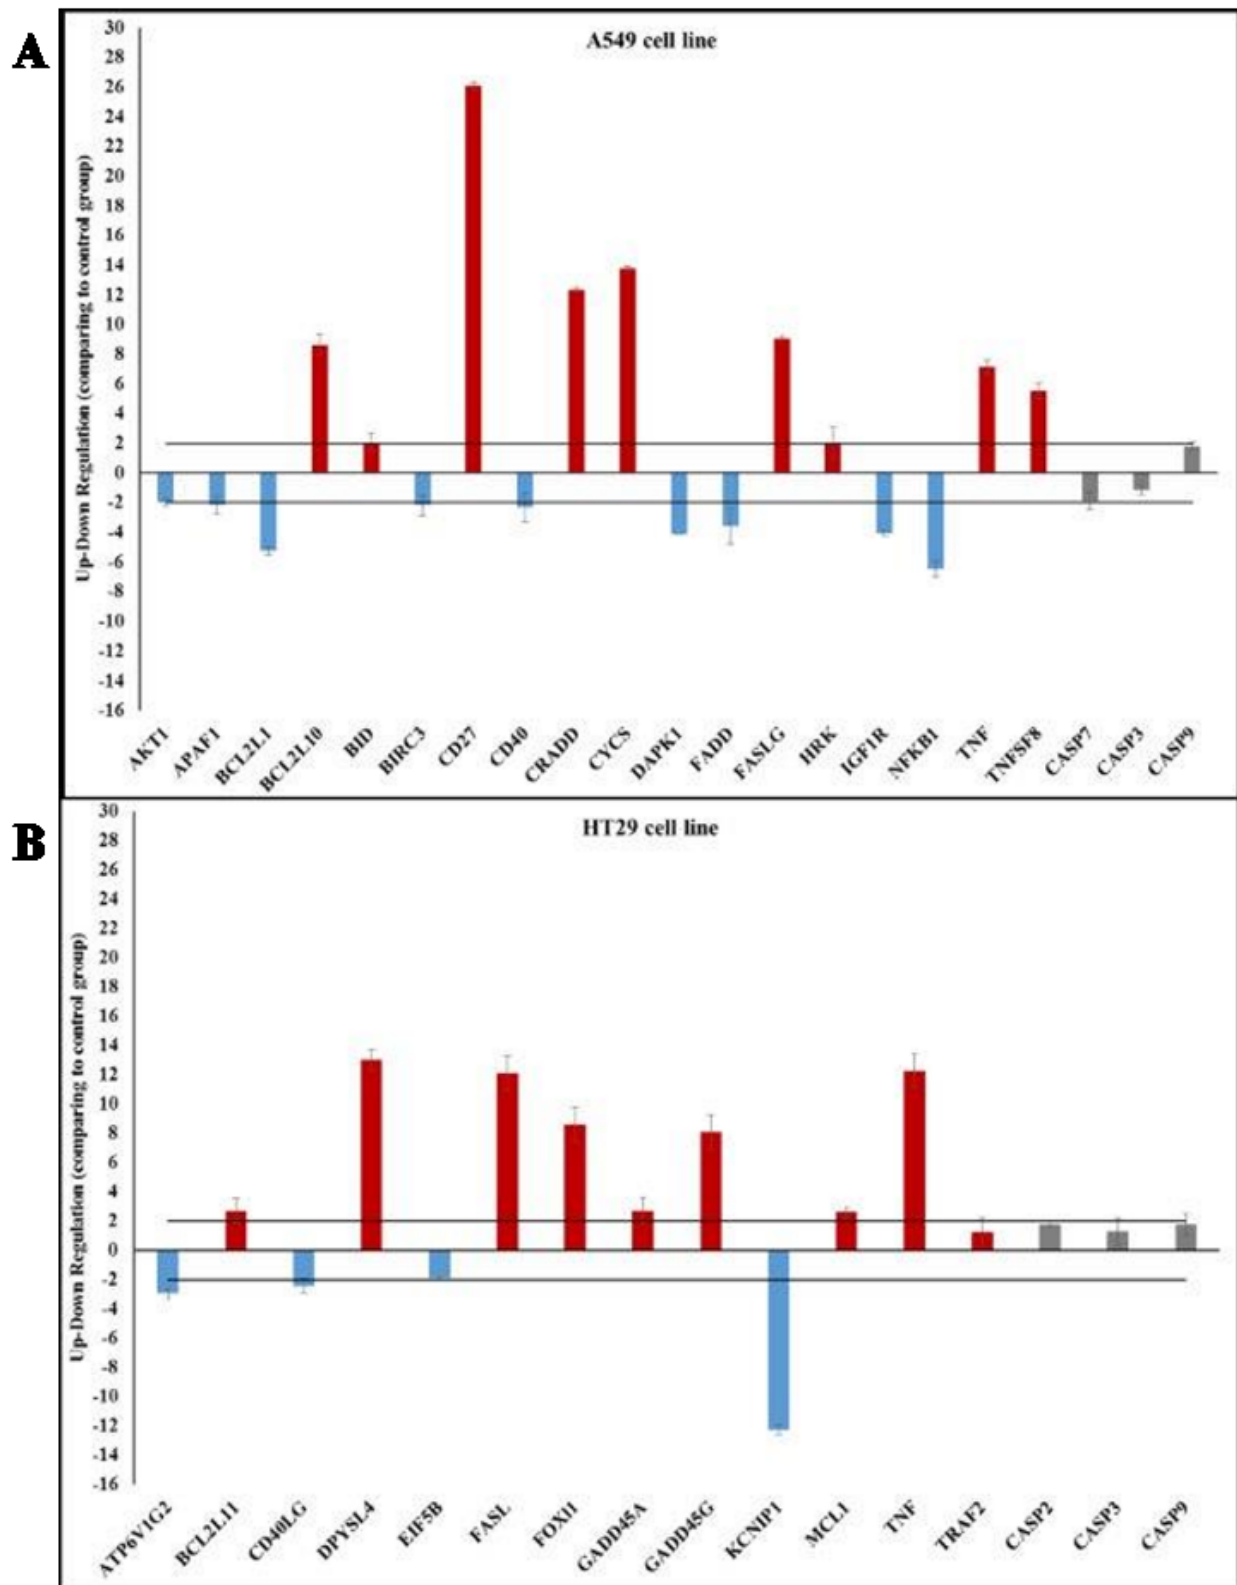 A
A549 cell line
Up-Down Regulation (comparing to control group)
30
28
26
24
22
20
18
16
14
12
10
8
6
4
2
0
-2
-4
-6
-8
-10
-12
-14
-16
AKT1
APAF1
BCL2L1
BCL2L10
BID
BIRC3
CD27
CD40
CRADD
CYCS
DAPK1
FADD
FASLG
HRK
IGF1R
NFKB1
TNF
TNFSF8
CASP7
CASP3
CASP9
B
HT29 cell line
Up-Down Regulation (comparing to control group)
30
28
26
24
22
20
18
16
14
12
10
8
6
4
2
0
-2
-4
-6
-8
-10
-12
-14
-16
ATP6V1G2
BCL2L11
CD40LG
DPYSL4
EIF5B
FASL
FOXI1
GADD45A
GADD45G
KCNIP1
MCL1
TNF
TRAF2
CASP2
CASP3
CASP9